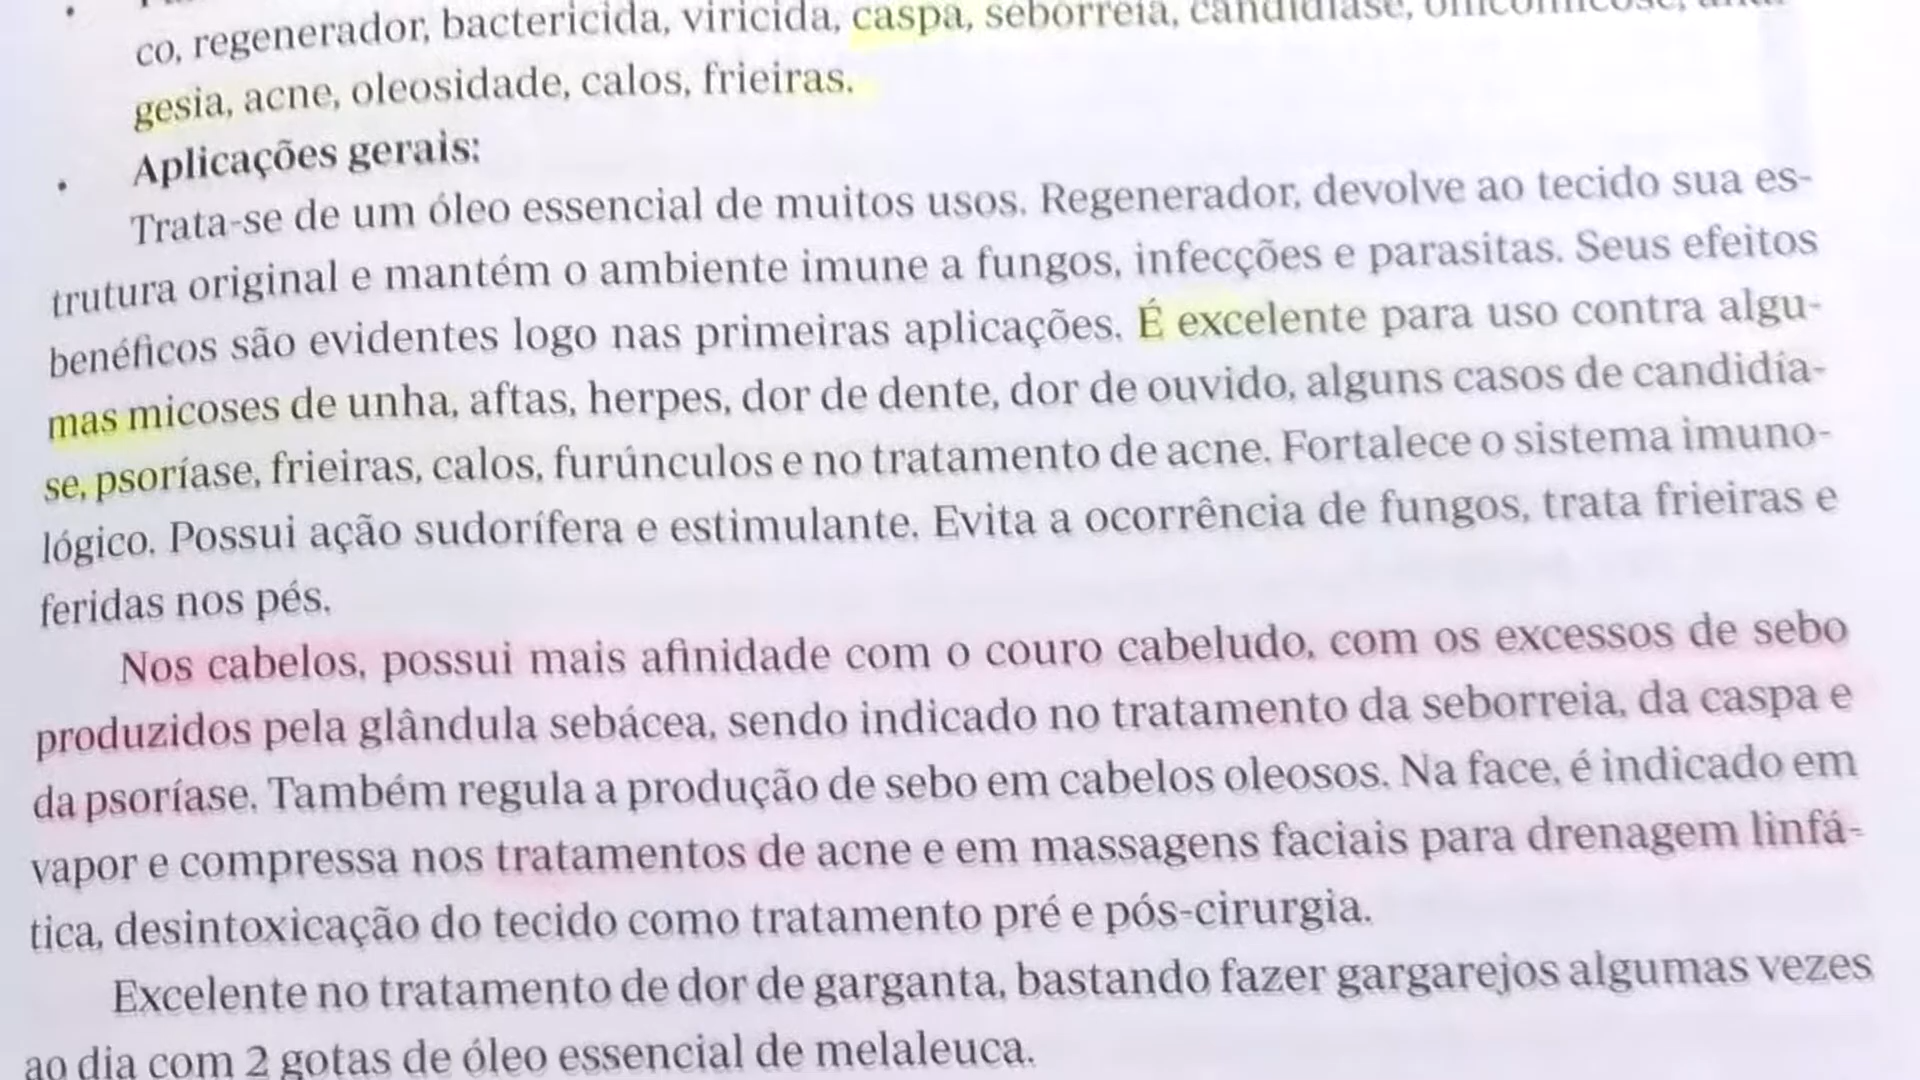 co, regenerador, bactericida, viricida, caspa, seborreia, candidíase, onicomicose, anal-
gesia, acne, oleosidade, calos, frieiras.
• Aplicações gerais:
Trata-se de um óleo essencial de muitos usos. Regenerador, devolve ao tecido sua es-
trutura original e mantém o ambiente imune a fungos, infecções e parasitas. Seus efeitos
benéficos são evidentes logo nas primeiras aplicações. É excelente para uso contra algu-
mas micoses de unha, aftas, herpes, dor de dente, dor de ouvido, alguns casos de candidía-
se, psoríase, frieiras, calos, furúnculos e no tratamento de acne. Fortalece o sistema imuno-
lógico. Possui ação sudorífera e estimulante. Evita a ocorrência de fungos, trata frieiras e
feridas nos pés.
Nos cabelos, possui mais afinidade com o couro cabeludo, com os excessos de sebo
produzidos pela glândula sebácea, sendo indicado no tratamento da seborreia, da caspa e
da psoríase. Também regula a produção de sebo em cabelos oleosos. Na face, é indicado em
vapor e compressa nos tratamentos de acne e em massagens faciais para drenagem linfá-
tica, desintoxicação do tecido como tratamento pré e pós-cirurgia.
Excelente no tratamento de dor de garganta, bastando fazer gargarejos algumas vezes
ao dia com 2 gotas de óleo essencial de melaleuca.